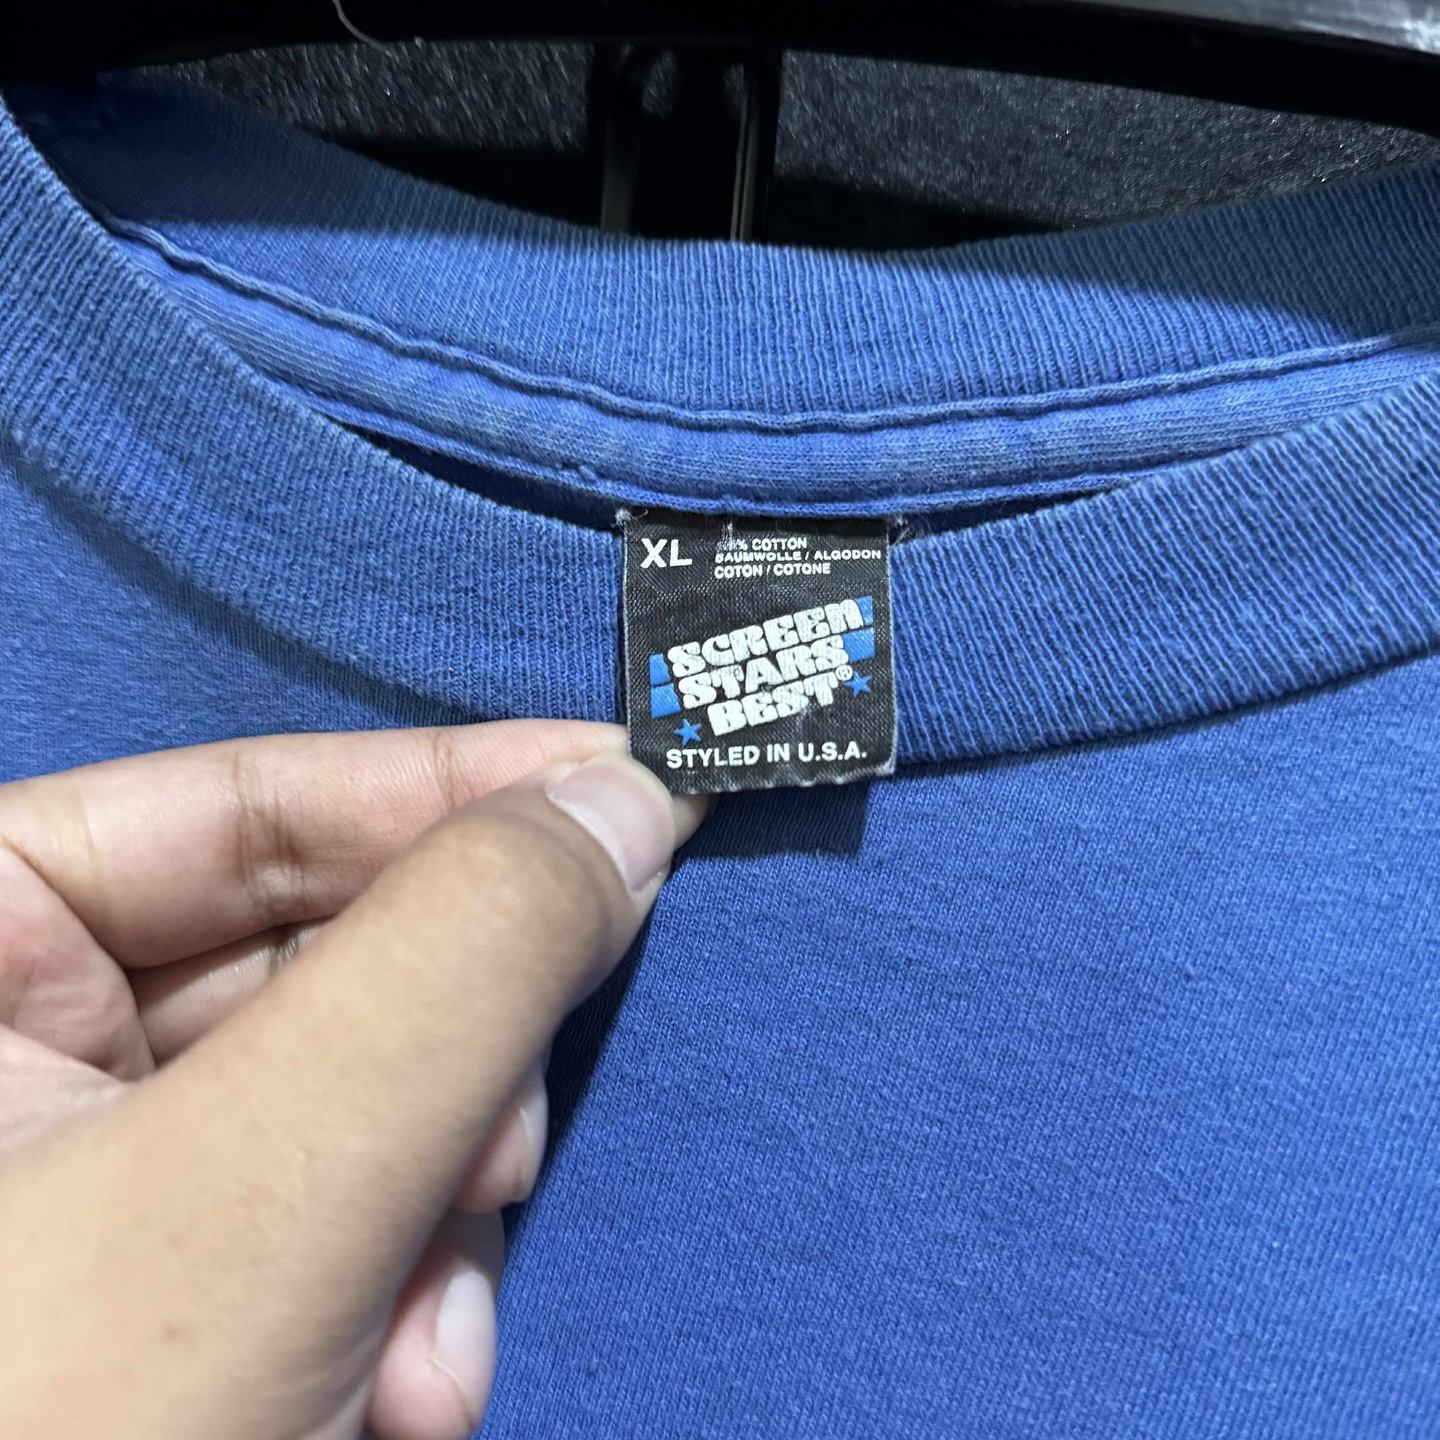 XL
% COTTON
BAUMWOLLE / ALGODON
COTON / COTONE
SCREEN
STARS
BEST®
STYLED IN U.S.A.